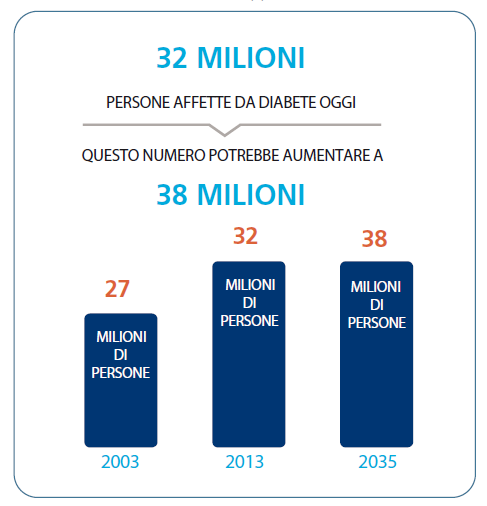 32 MILIONI
PERSONE AFFETTE DA DIABETE OGGI
QUESTO NUMERO POTREBBE AUMENTARE A
38 MILIONI
27
MILIONI
DI
PERSONE
2003
32
MILIONI
DI
PERSONE
2013
38
MILIONI
DI
PERSONE
2035